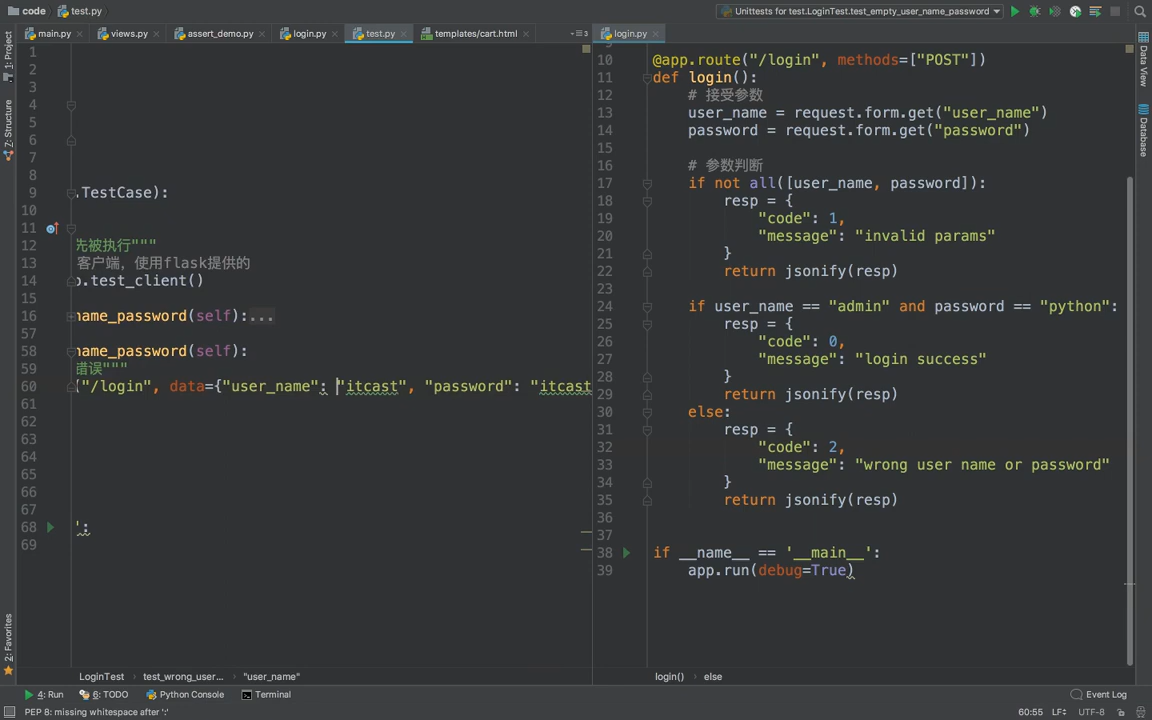 code
test.py
Unittests for test.LoginTest.test_empty_user_name_password
main.py
views.py
assert_demo.py
login.py
test.py
templates/cart.html
3
login.py
1: Project
Z: Structure
2: Favorites
1
2
3
4
5
6
7
8
9 .TestCase):
10
11
12 先被执行"""
13 客户端，使用flask提供的
14 p.test_client()
15
16 name_password(self):...
57
58 name_password(self):
59 错误"""
60 ("/login", data={"user_name": "itcast", "password": "itcast
61
62
63
64
65
66
67
68 ':
69
9
10 @app.route("/login", methods=["POST"])
11 def login():
12 # 接受参数
13 user_name = request.form.get("user_name")
14 password = request.form.get("password")
15
16 # 参数判断
17 if not all([user_name, password]):
18 resp = {
19 "code": 1,
20 "message": "invalid params"
21 }
22 return jsonify(resp)
23
24 if user_name == "admin" and password == "python":
25 resp = {
26 "code": 0,
27 "message": "login success"
28 }
29 return jsonify(resp)
30 else:
31 resp = {
32 "code": 2,
33 "message": "wrong user name or password"
34 }
35 return jsonify(resp)
36
37
38 if __name__ == '__main__':
39 app.run(debug=True)
Data View
Database
LoginTest test_wrong_user... "user_name"
login() else
4: Run
6: TODO
Python Console
Terminal
Event Log
PEP 8: missing whitespace after ':'
60:55
LF
UTF-8